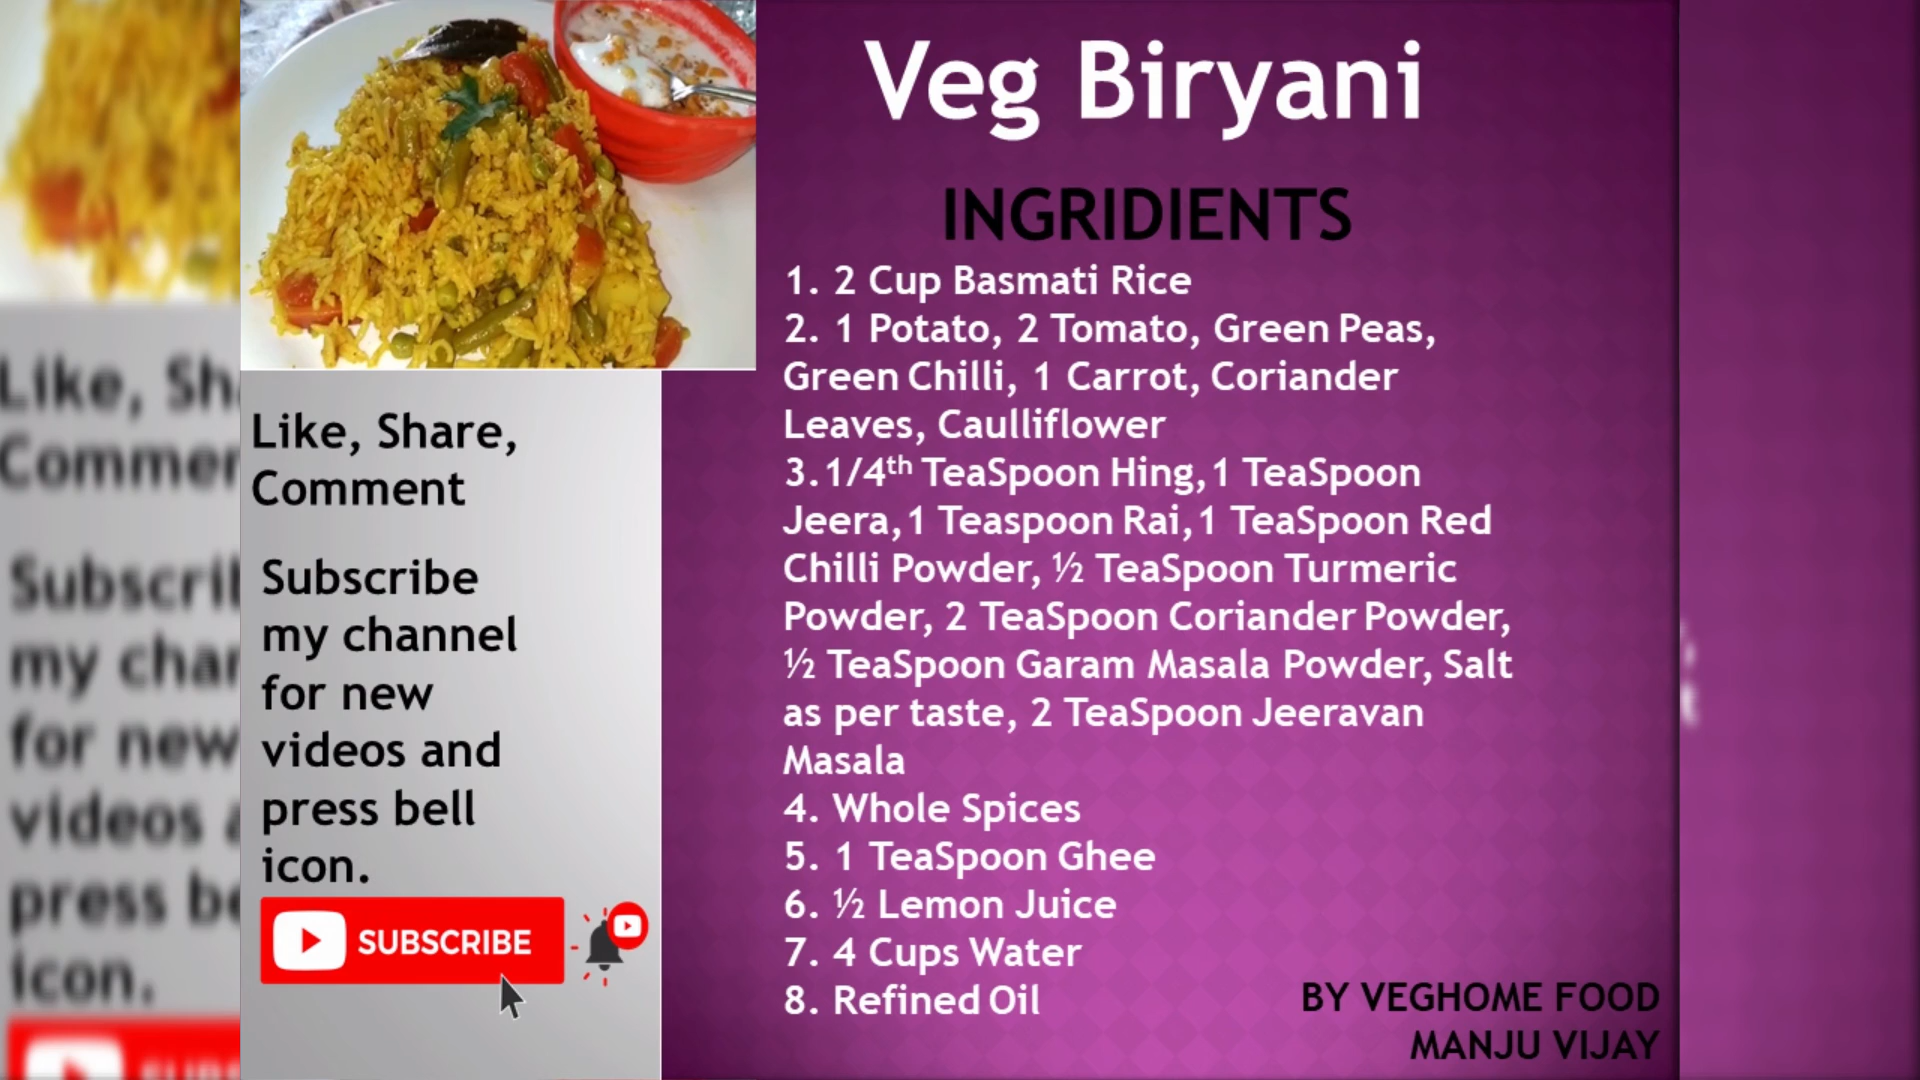 Veg Biryani
INGRIDIENTS
1. 2 Cup Basmati Rice
2. 1 Potato, 2 Tomato, Green Peas,
Green Chilli, 1 Carrot, Coriander
Leaves, Caulliflower
3.1/4th TeaSpoon Hing,1 TeaSpoon
Jeera,1 Teaspoon Rai,1 TeaSpoon Red
Chilli Powder, ½ TeaSpoon Turmeric
Powder, 2 TeaSpoon Coriander Powder,
½ TeaSpoon Garam Masala Powder, Salt
as per taste, 2 TeaSpoon Jeeravan
Masala
4. Whole Spices
5. 1 TeaSpoon Ghee
6. ½ Lemon Juice
7. 4 Cups Water
8. Refined Oil
BY VEGHOME FOOD
MANJU VIJAY
Like, Share,
Comment
Subscribe
my channel
for new
videos and
press bell
icon.
SUBSCRIBE